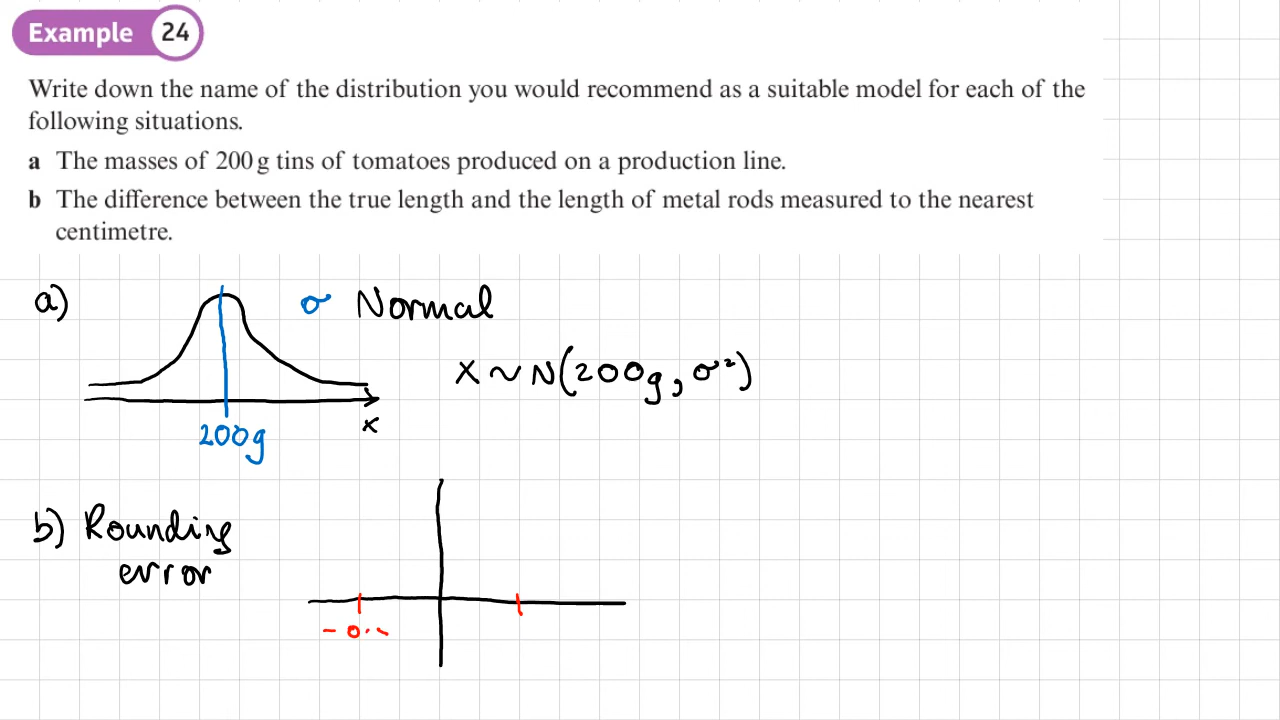 Example 24
Write down the name of the distribution you would recommend as a suitable model for each of the
following situations.
a The masses of 200 g tins of tomatoes produced on a production line.
b The difference between the true length and the length of metal rods measured to the nearest
centimetre.
a) σ Normal
X ~ N(200g, σ²)
200g x
b) Rounding
error
-0.